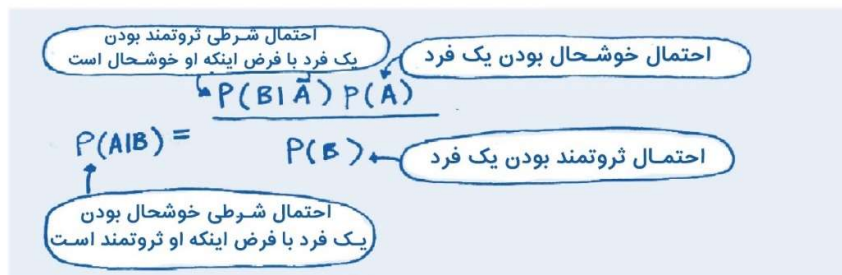 احتمال شرطی ثروتمند بودن
یک فرد با فرض اینکه او خوشحال است
احتمال خوشحال بودن یک فرد
P(B|A) P(A)
P(A|B) =
P(B)
احتمال ثروتمند بودن یک فرد
احتمال شرطی خوشحال بودن
یک فرد با فرض اینکه او ثروتمند است